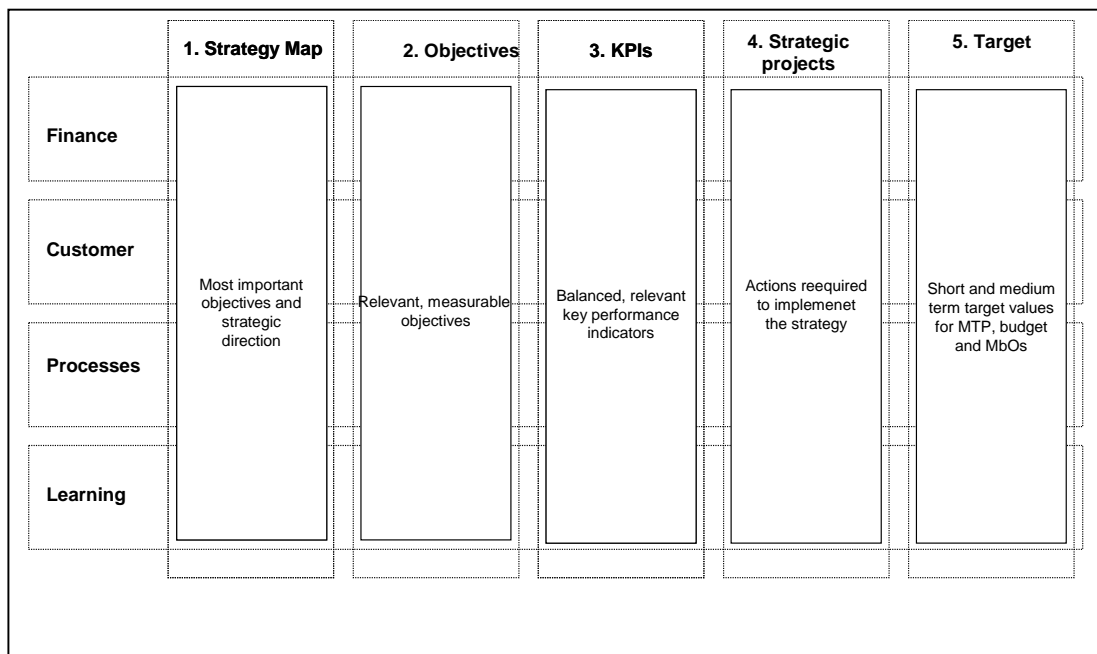 1. Strategy Map
2. Objectives
3. KPIs
4. Strategic
projects
5. Target
Finance
Customer
Processes
Learning
Most important
objectives and
strategic
direction
Relevant, measurable
objectives
Balanced, relevant
key performance
indicators
Actions reequired
to implemenet
the strategy
Short and medium
term target values
for MTP, budget
and MbOs